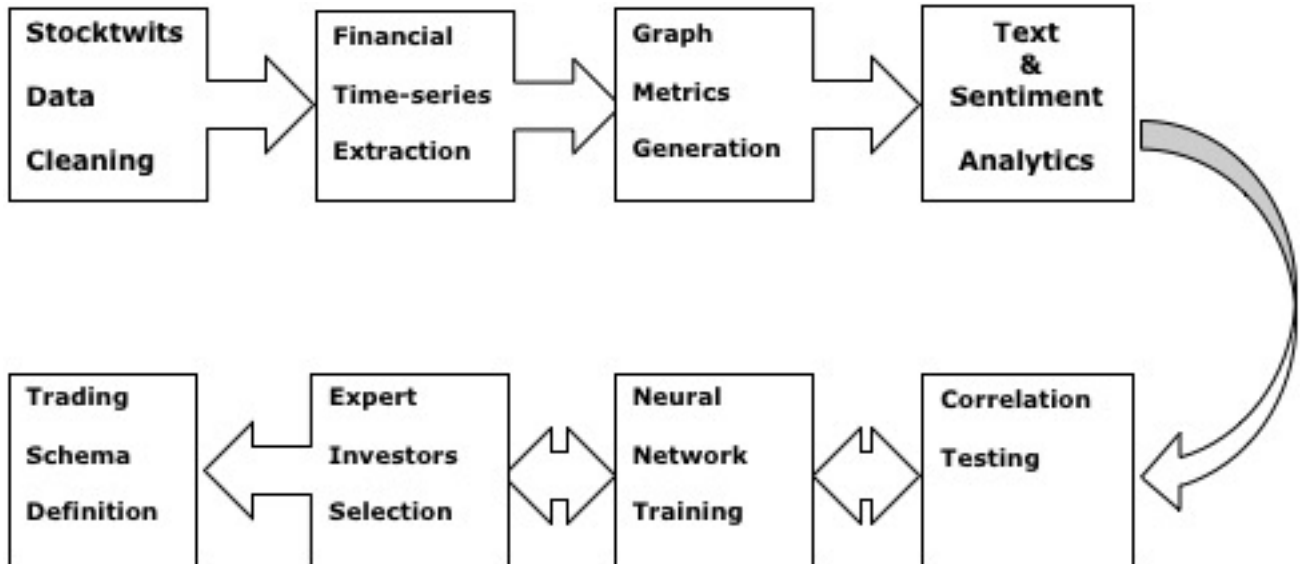 Stocktwits
Data
Cleaning
Financial
Time-series
Extraction
Graph
Metrics
Generation
Text
&
Sentiment
Analytics
Trading
Schema
Definition
Expert
Investors
Selection
Neural
Network
Training
Correlation
Testing